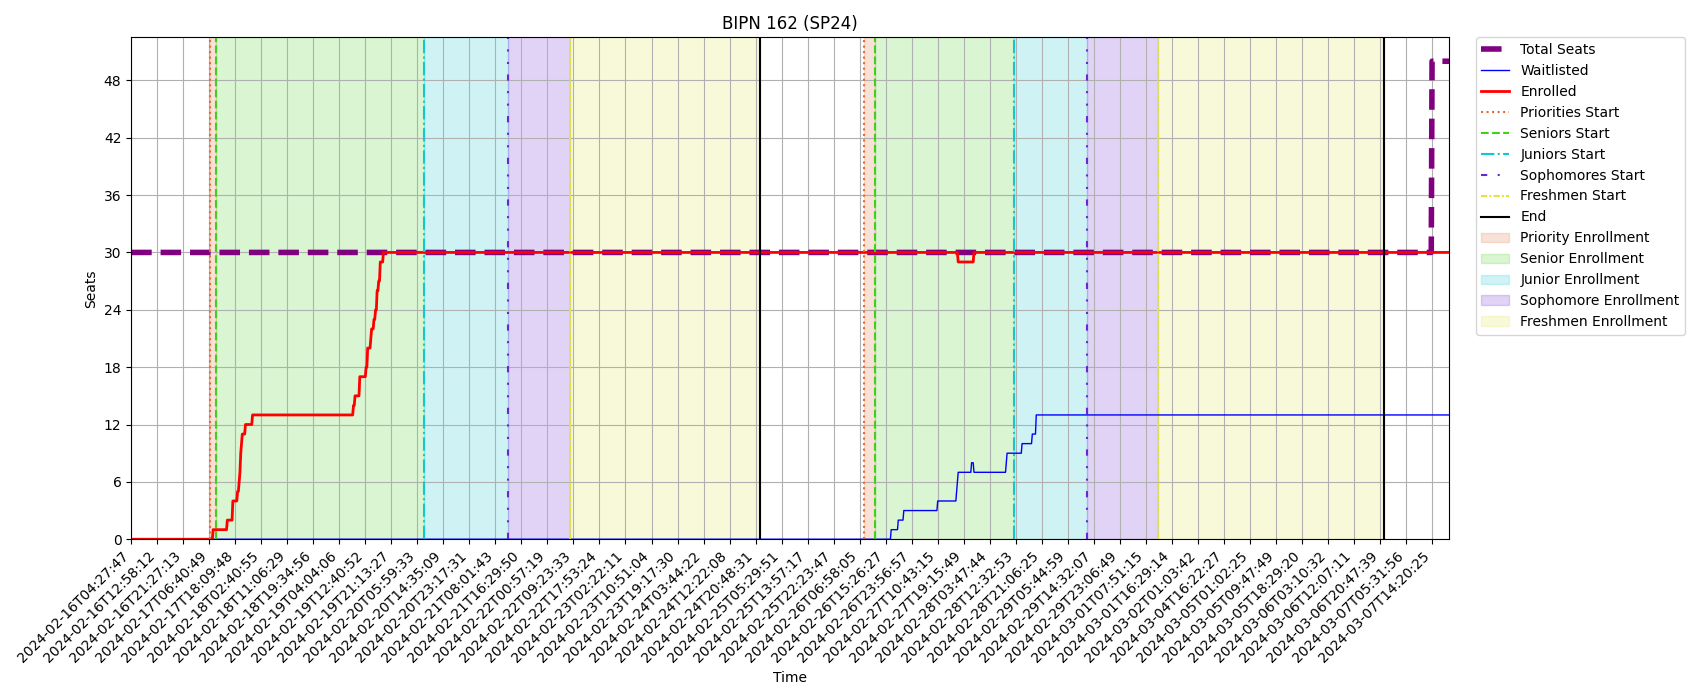 BIPN 162 (SP24)
Total Seats
Waitlisted
Enrolled
Priorities Start
Seniors Start
Juniors Start
Sophomores Start
Freshmen Start
End
Priority Enrollment
Senior Enrollment
Junior Enrollment
Sophomore Enrollment
Freshmen Enrollment
Seats
48
42
36
30
24
18
12
6
0
2024-02-16T04:27:47
2024-02-16T12:58:12
2024-02-16T21:27:13
2024-02-17T06:40:49
2024-02-17T18:09:48
2024-02-18T02:40:55
2024-02-18T11:06:29
2024-02-18T19:34:56
2024-02-19T04:04:06
2024-02-19T12:40:52
2024-02-19T21:13:27
2024-02-20T05:59:33
2024-02-20T14:35:09
2024-02-20T23:17:31
2024-02-21T08:01:43
2024-02-21T16:29:50
2024-02-22T00:57:19
2024-02-22T09:23:33
2024-02-22T17:53:24
2024-02-23T02:22:11
2024-02-23T10:51:04
2024-02-23T19:17:30
2024-02-24T03:44:22
2024-02-24T12:22:08
2024-02-24T20:48:31
2024-02-25T05:29:51
2024-02-25T13:57:17
2024-02-25T22:23:47
2024-02-26T06:58:05
2024-02-26T15:26:27
2024-02-26T23:56:57
2024-02-27T10:43:15
2024-02-27T19:15:49
2024-02-28T03:47:44
2024-02-28T12:32:53
2024-02-28T21:06:25
2024-02-29T05:44:59
2024-02-29T14:32:07
2024-02-29T23:06:49
2024-03-01T07:51:15
2024-03-01T16:29:14
2024-03-02T01:03:42
2024-03-04T16:22:27
2024-03-05T01:02:25
2024-03-05T09:47:49
2024-03-05T18:29:20
2024-03-06T03:10:32
2024-03-06T12:07:11
2024-03-06T20:47:39
2024-03-07T05:31:56
2024-03-07T14:20:25
Time